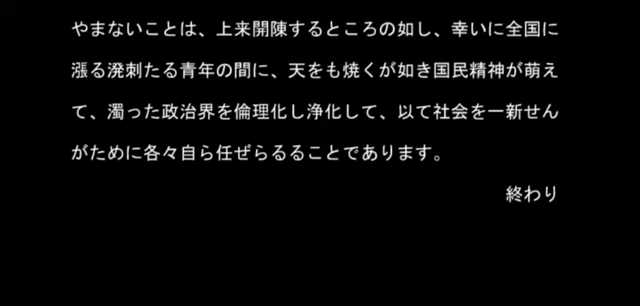 やまないことは、上来開陳するところの如し、幸いに全国に
漲る溌刺たる青年の間に、天をも焼くが如き国民精神が萌え
て、濁った政治界を倫理化し浄化して、以て社会を一新せん
がために各々自ら任ぜらるることであります。
終わり